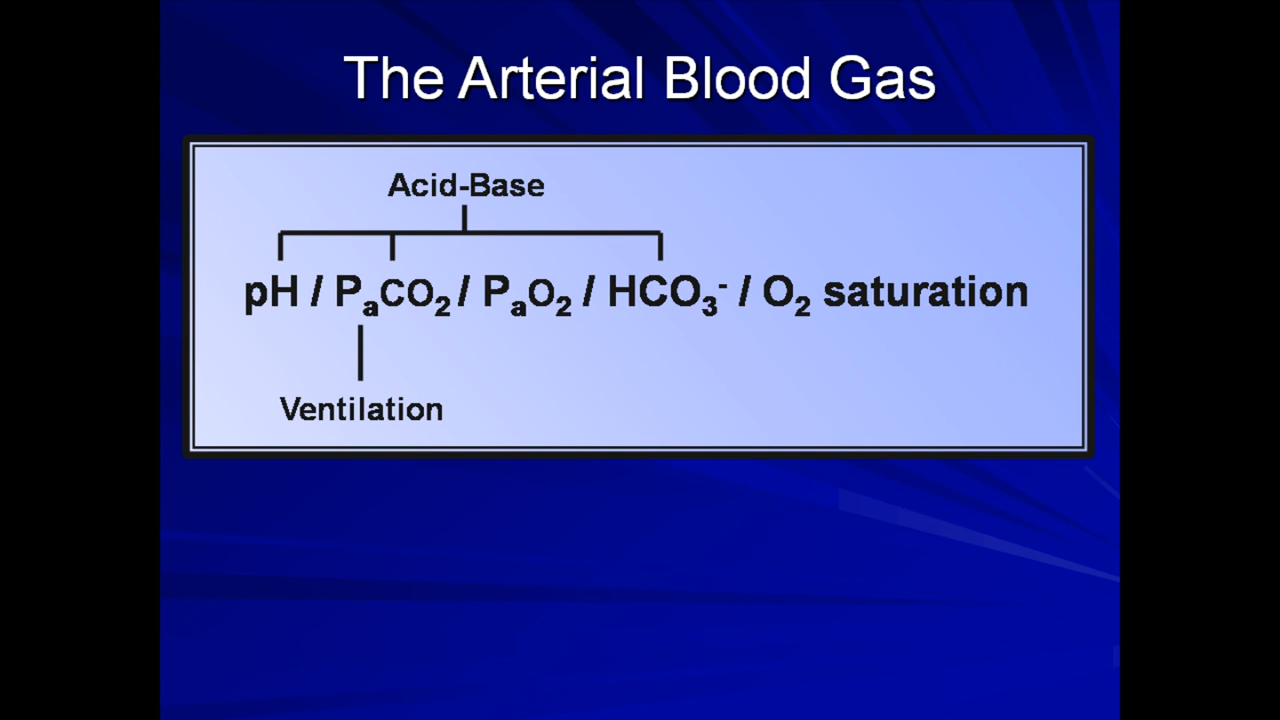 The Arterial Blood Gas
Acid-Base
pH / PₐCO₂ / PₐO₂ / HCO₃⁻ / O₂ saturation
Ventilation